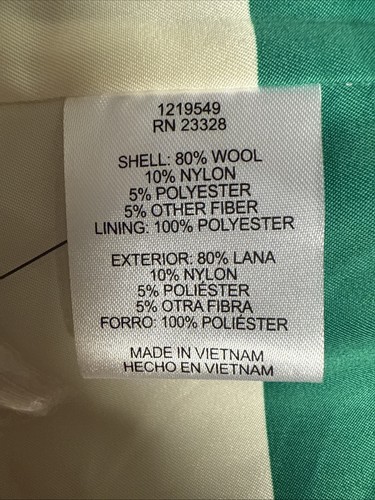 1219549
RN 23328
SHELL: 80% WOOL
10% NYLON
5% POLYESTER
5% OTHER FIBER
LINING: 100% POLYESTER
EXTERIOR: 80% LANA
10% NYLON
5% POLIÉSTER
5% OTRA FIBRA
FORRO: 100% POLIÉSTER
MADE IN VIETNAM
HECHO EN VIETNAM